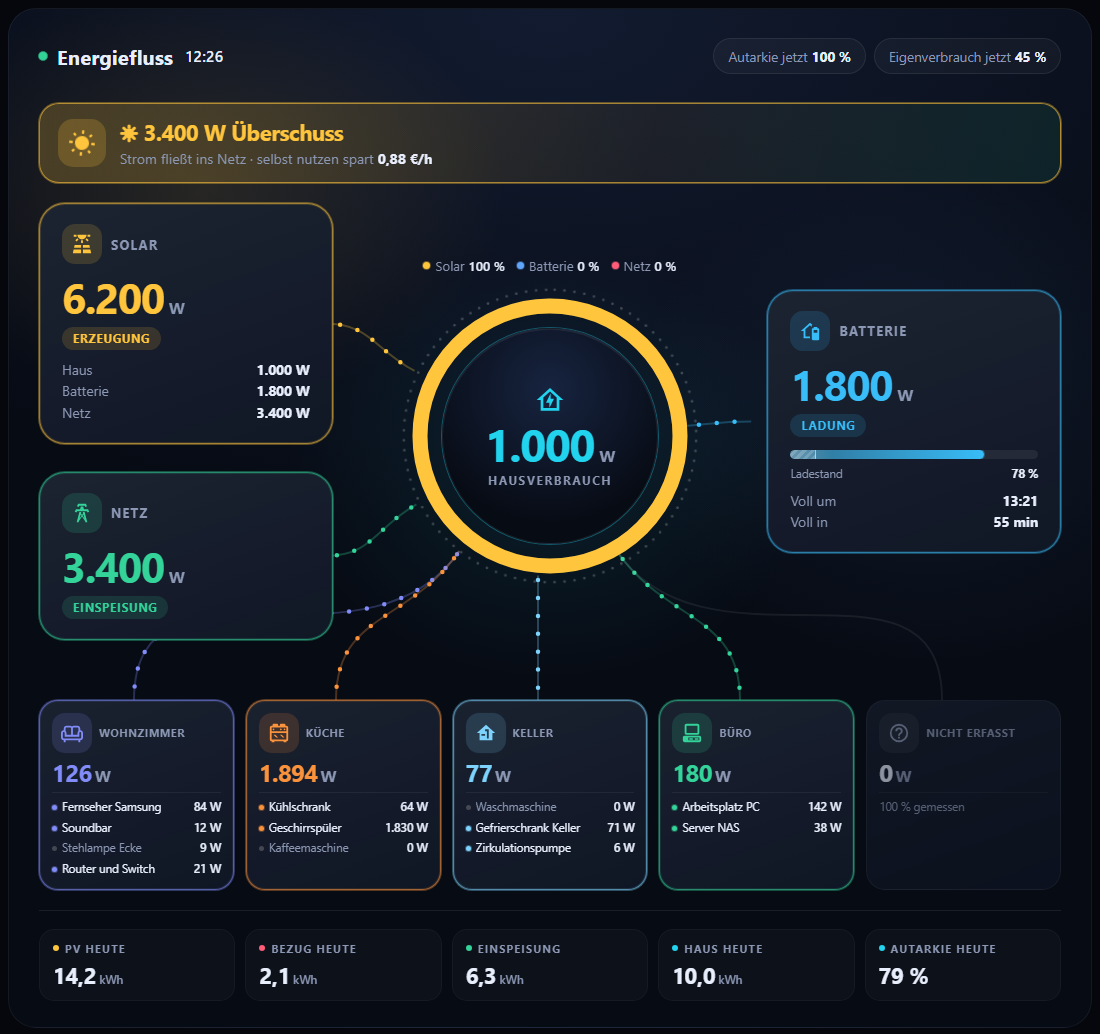 Energiefluss 12:26
Autarkie jetzt 100 %
Eigenverbrauch jetzt 45 %
☀ 3.400 W Überschuss
Strom fließt ins Netz · selbst nutzen spart 0,88 €/h
SOLAR
6.200 W
ERZEUGUNG
Haus 1.000 W
Batterie 1.800 W
Netz 3.400 W
Solar 100 % Batterie 0 % Netz 0 %
1.000 W
HAUSVERBRAUCH
BATTERIE
1.800 W
LADUNG
Ladestand 78 %
Voll um 13:21
Voll in 55 min
NETZ
3.400 W
EINSPEISUNG
WOHNZIMMER
126 W
Fernseher Samsung 84 W
Soundbar 12 W
Stehlampe Ecke 9 W
Router und Switch 21 W
KÜCHE
1.894 W
Kühlschrank 64 W
Geschirrspüler 1.830 W
Kaffeemaschine 0 W
KELLER
77 W
Waschmaschine 0 W
Gefrierschrank Keller 71 W
Zirkulationspumpe 6 W
BÜRO
180 W
Arbeitsplatz PC 142 W
Server NAS 38 W
NICHT ERFASST
0 W
100 % gemessen
PV HEUTE
14,2 kWh
BEZUG HEUTE
2,1 kWh
EINSPEISUNG
6,3 kWh
HAUS HEUTE
10,0 kWh
AUTARKIE HEUTE
79 %